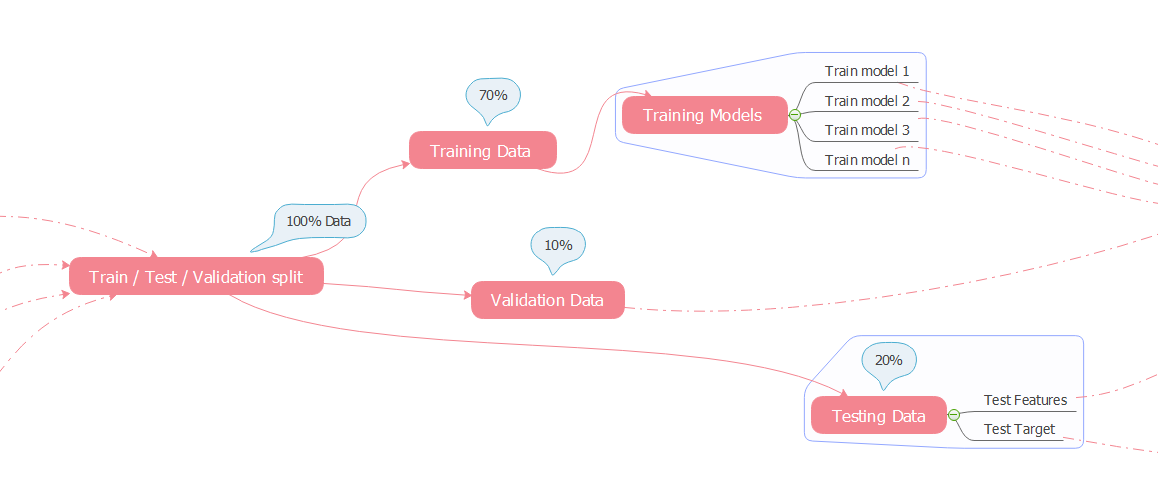 Train model 1
70%
Train model 2
Training Models
Train model 3
Training Data
Train model n
100% Data
10%
Train / Test / Validation split
Validation Data
20%
Test Features
Testing Data
Test Target